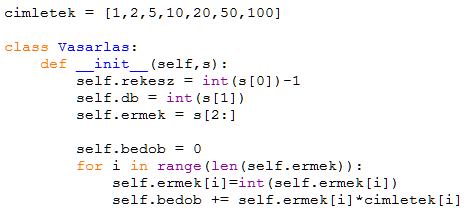 cimletek = [1,2,5,10,20,50,100]

class Vasarlas:
    def __init__(self,s):
        self.rekesz = int(s[0])-1
        self.db = int(s[1])
        self.ermek = s[2:]

        self.bedob = 0
        for i in range(len(self.ermek)):
            self.ermek[i]=int(self.ermek[i])
            self.bedob += self.ermek[i]*cimletek[i]